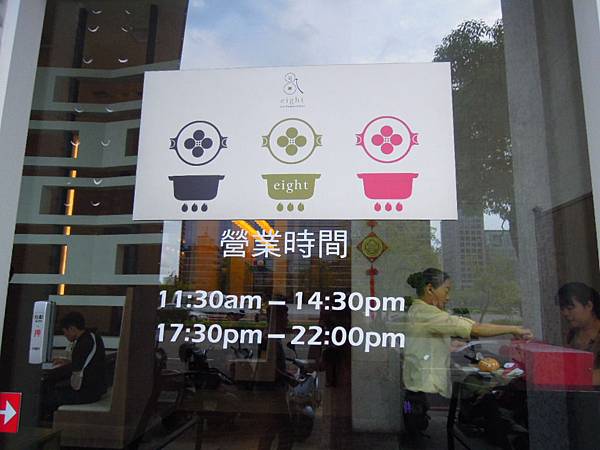 eight
eight
營業時間
11:30am – 14:30pm
17:30pm – 22:00pm